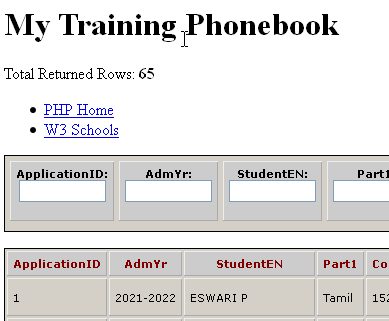 My Training Phonebook
Total Returned Rows: 65
PHP Home
W3 Schools
ApplicationID: AdmYr: StudentEN: Part1
ApplicationID AdmYr StudentEN Part1 Co
1 2021-2022 ESWARI P Tamil 152